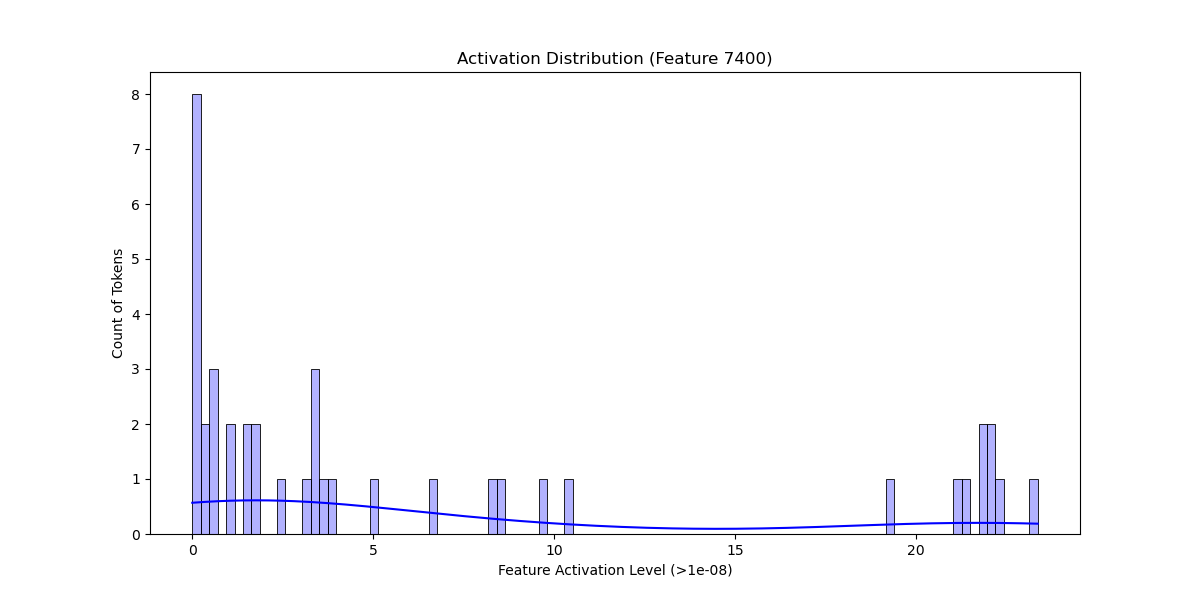 Activation Distribution (Feature 7400)
8
7
6
5
4
3
2
1
0
Count of Tokens
0 5 10 15 20
Feature Activation Level (>1e-08)